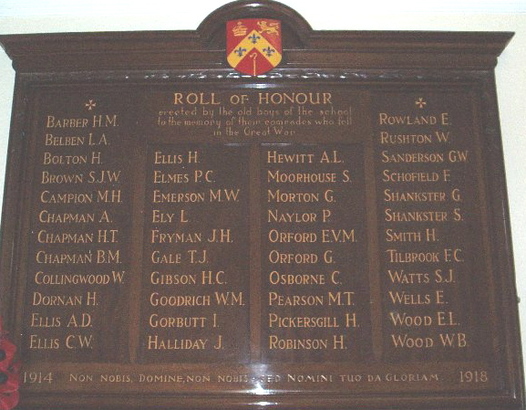 ROLL OF HONOUR
erected by the old boys of the school
to the memory of their comrades who fell
in the Great War
BARBER H.M.
BELBEN L.A.
BOLTON H.
BROWN S.J.W.
CAMPION M.H.
CHAPMAN A.
CHAPMAN H.T.
CHAPMAN B.M.
COLLINGWOOD W.
DORNAN H.
ELLIS A.D.
ELLIS C.W.
ELLIS H.
ELMES P.C.
EMERSON M.W.
ELY L.
FRYMAN J.H.
GALE T.J.
GIBSON H.C.
GOODRICH W.M.
GORBUTT I.
HALLIDAY J.
HEWITT A.L.
MOORHOUSE S.
MORTON G.
NAYLOR P.
ORFORD E.V.M.
ORFORD G.
OSBORNE C.
PEARSON M.T.
PICKERSGILL H.
ROBINSON H.
ROWLAND E.
RUSHTON W.
SANDERSON G.W
SCHOFIELD F.
SHANKSTER G.
SHANKSTER S.
SMITH H.
TILBROOK F.C.
WATTS S.J.
WELLS E.
WOOD E.L.
WOOD W.B.
1914 NON NOBIS, DOMINE, NON NOBIS SED NOMINI TUO DA GLORIAM 1918